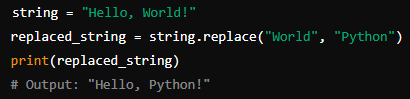 string = "Hello, World!"
replaced_string = string.replace("World", "Python")
print(replaced_string)
# Output: "Hello, Python!"